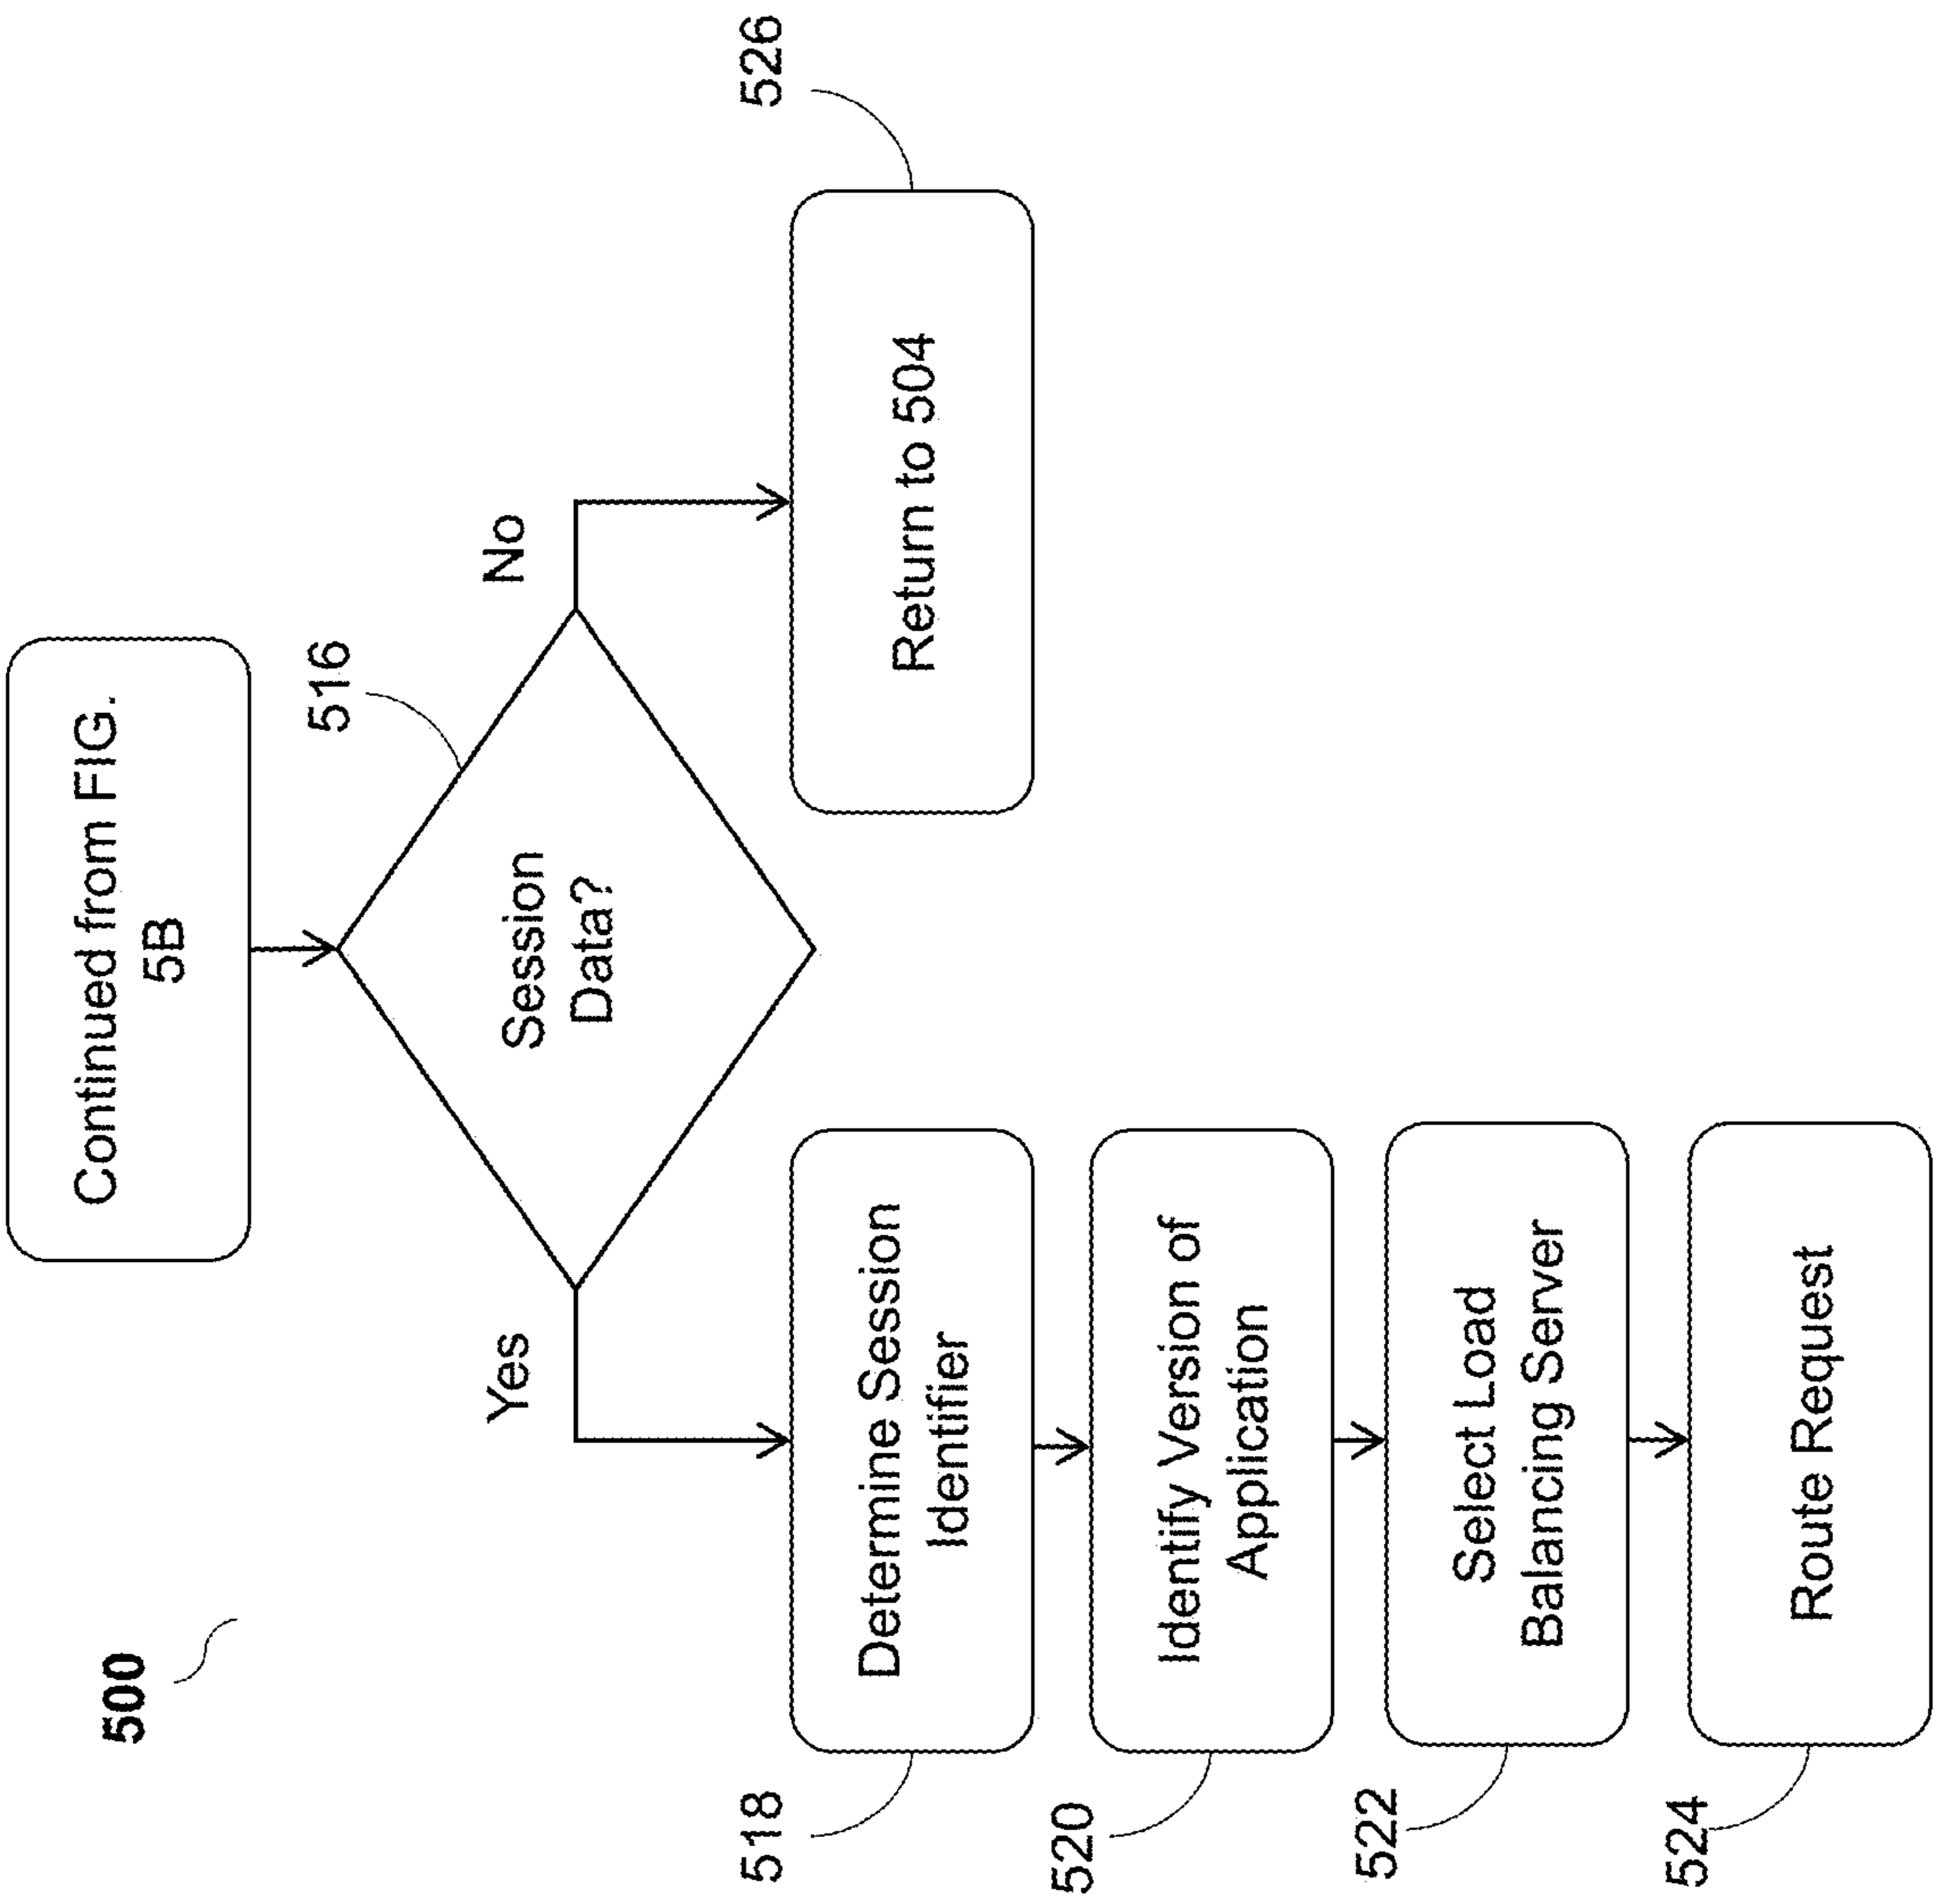 500
Continued from FIG.
5B
516
Session
Data?
Yes
No
518
Determine Session
Identifier
526
Return to 504
520
Identify Version of
Application
522
Select Load
Balancing Server
524
Route Request